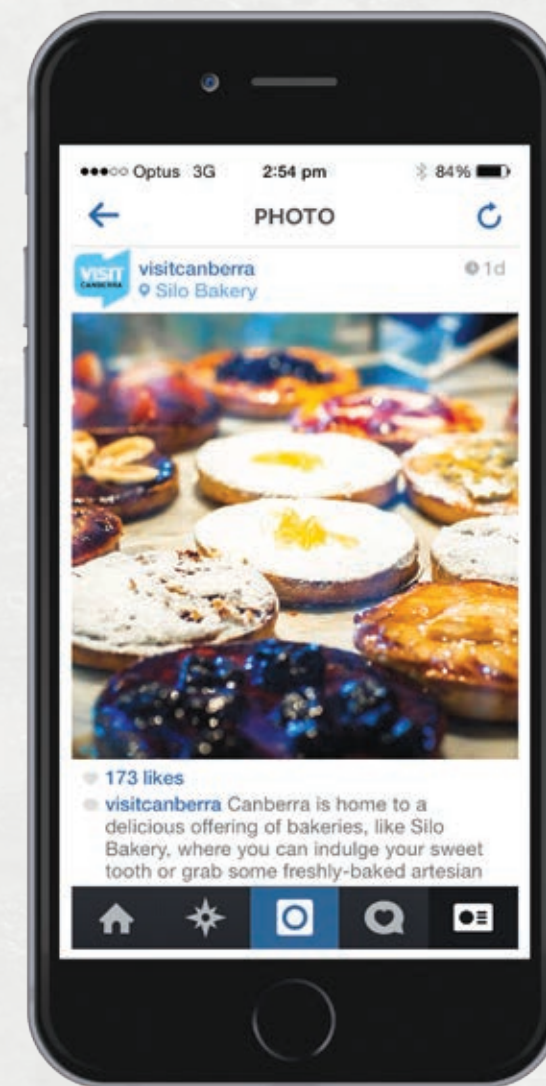 Optus 3G 2:54 pm 84%
PHOTO
VISIT
CANBERRA
visitcanberra 1d
Silo Bakery
173 likes
visitcanberra Canberra is home to a
delicious offering of bakeries, like Silo
Bakery, where you can indulge your sweet
tooth or grab some freshly-baked artesian